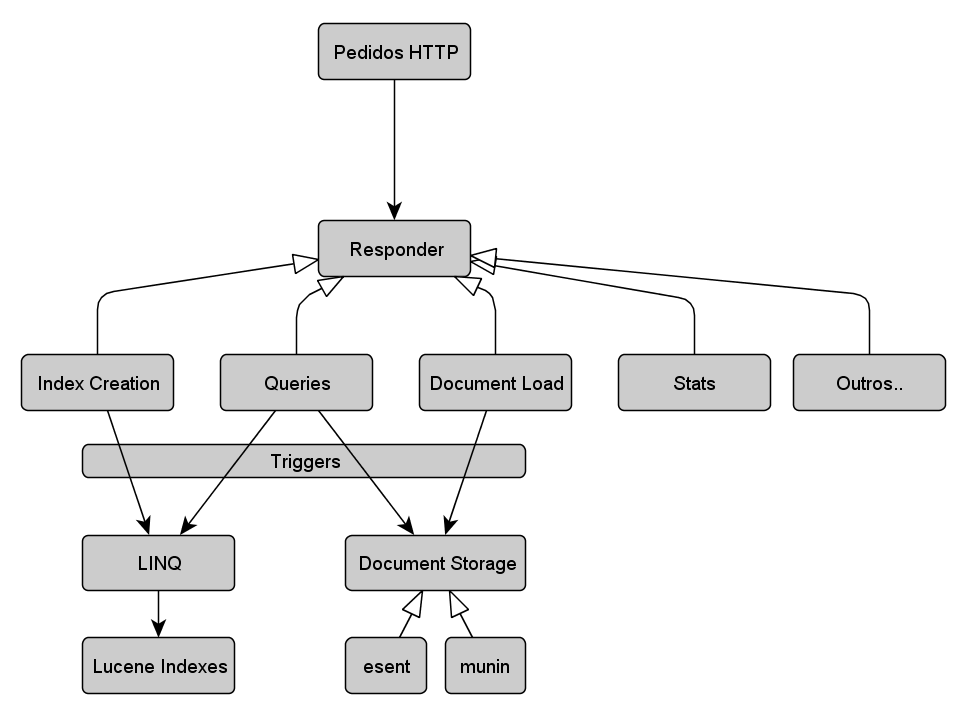 Pedidos HTTP
Responder
Index Creation
Queries
Document Load
Stats
Outros..
Triggers
LINQ
Document Storage
Lucene Indexes
esent
munin